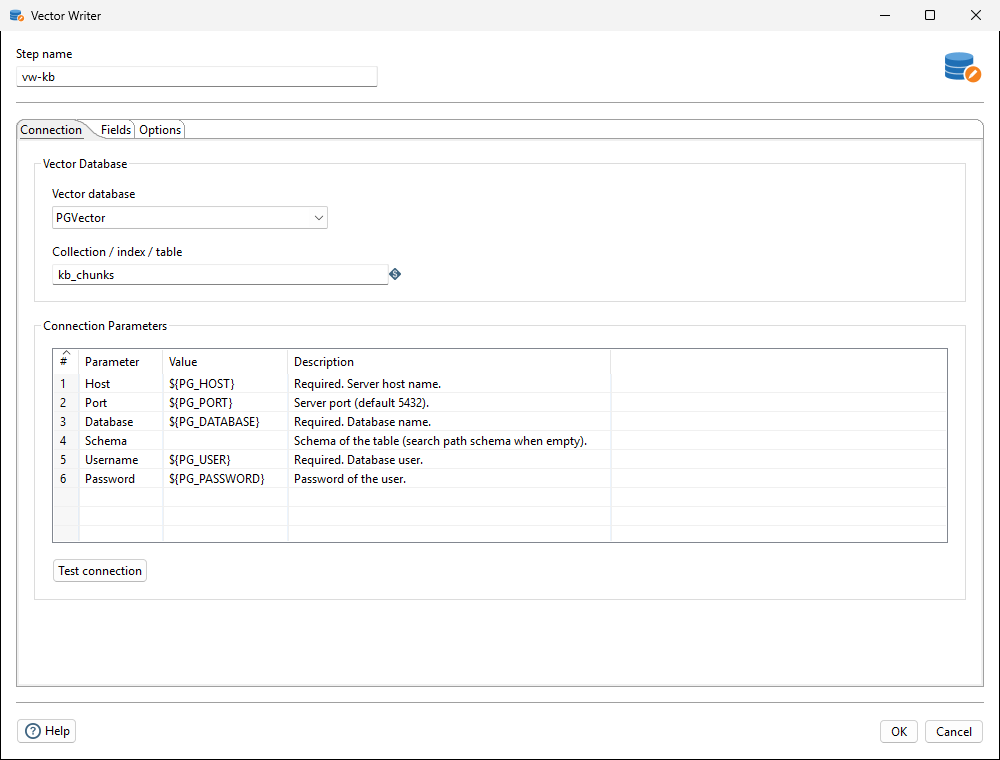 Vector Writer
Step name
vw-kb
Connection Fields Options
Vector Database
Vector database
PGVector
Collection / index / table
kb_chunks
Connection Parameters
# Parameter Value Description
1 Host ${PG_HOST} Required. Server host name.
2 Port ${PG_PORT} Server port (default 5432).
3 Database ${PG_DATABASE} Required. Database name.
4 Schema Schema of the table (search path schema when empty).
5 Username ${PG_USER} Required. Database user.
6 Password ${PG_PASSWORD} Password of the user.
Test connection
Help OK Cancel